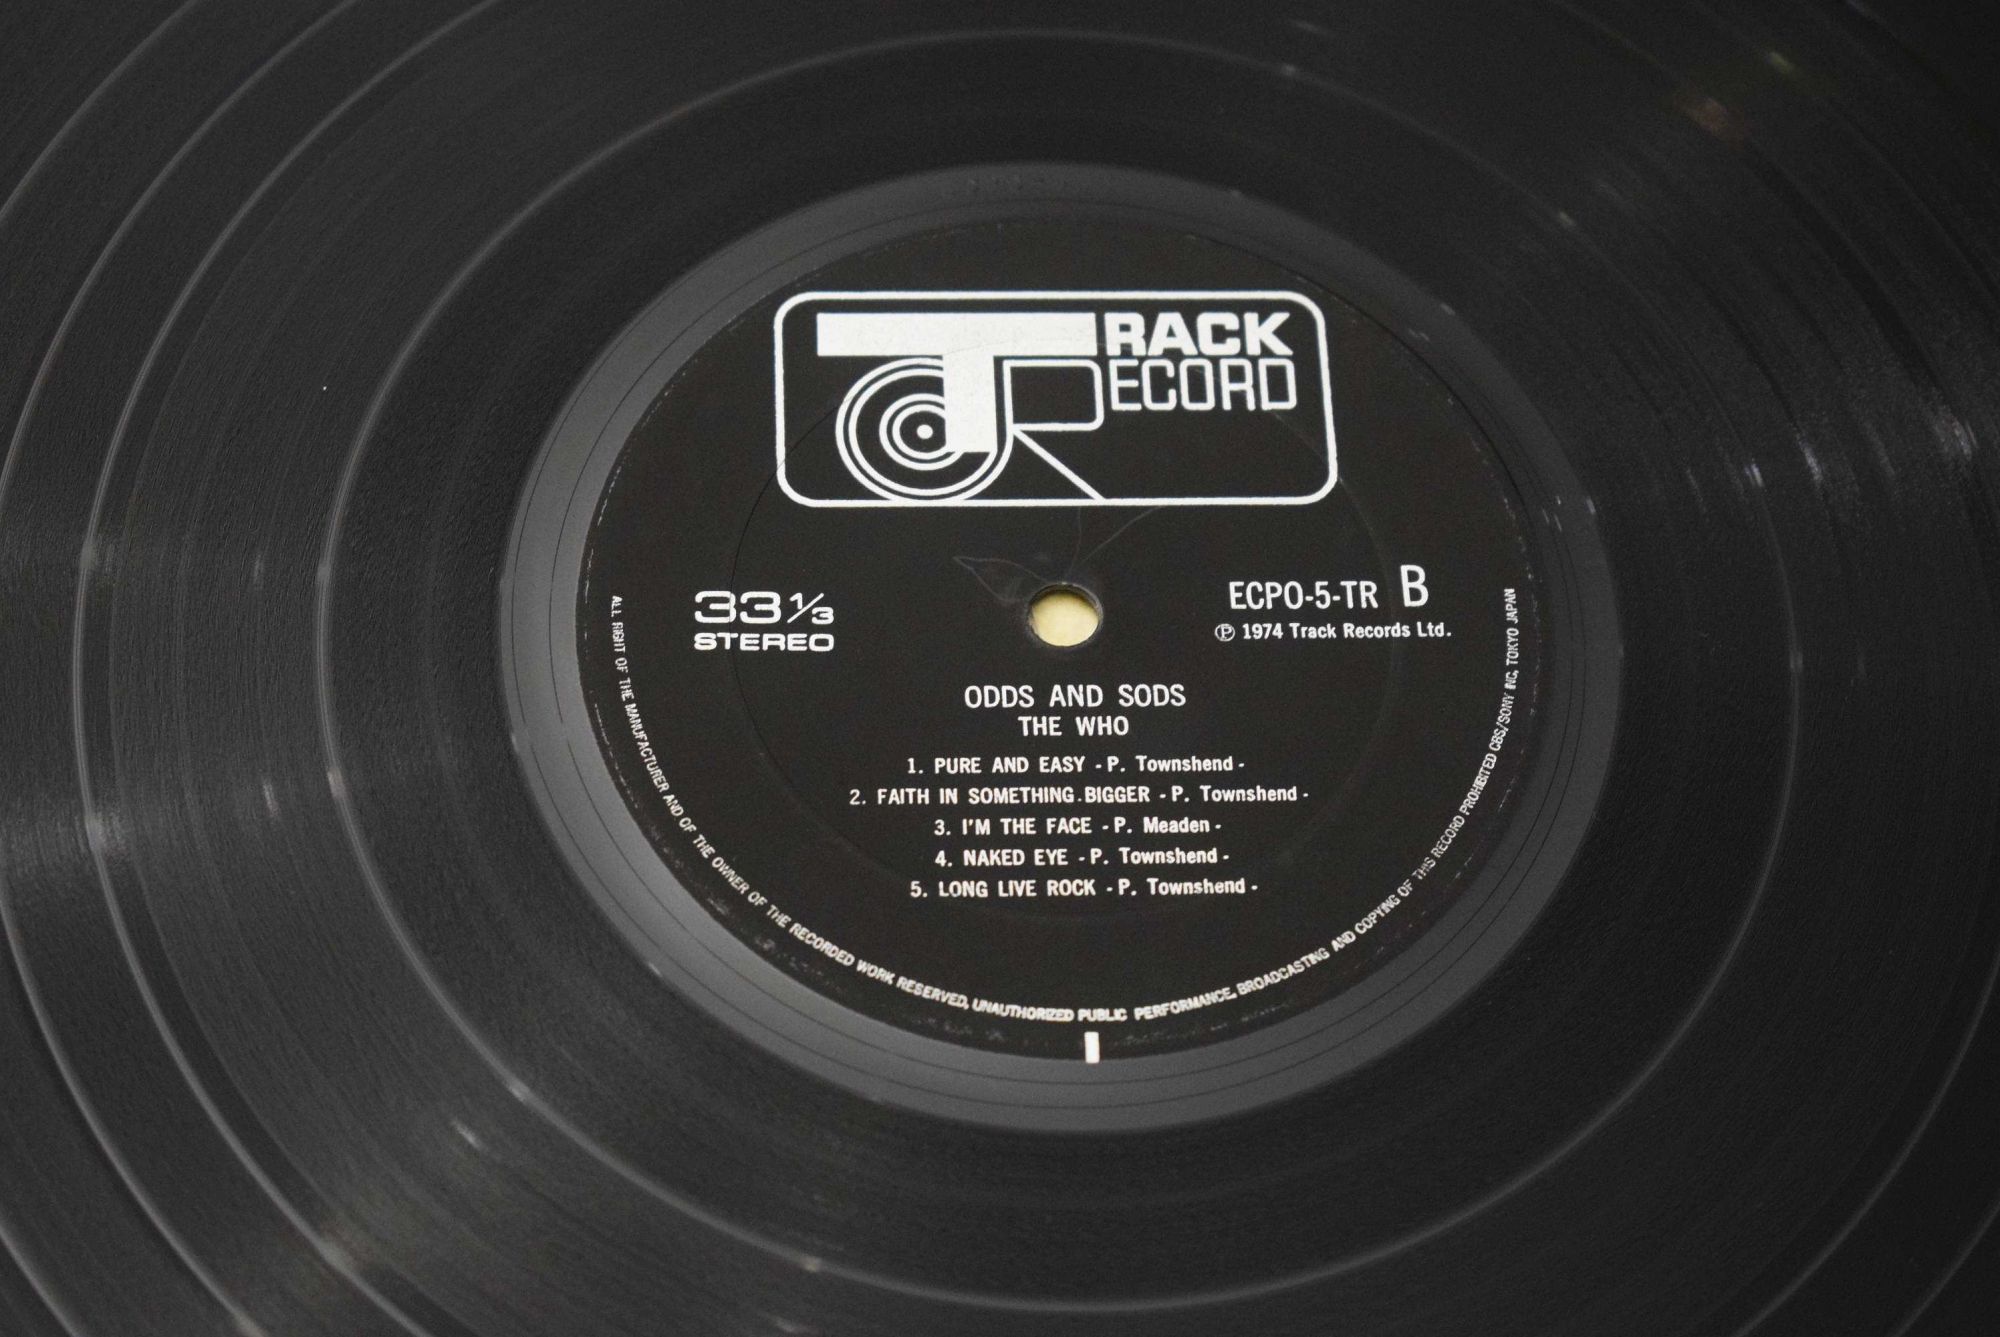 TRACK
RECORD
33 1/3
STEREO
ECPO-5-TR B
Ⓟ 1974 Track Records Ltd.
ODDS AND SODS
THE WHO
1. PURE AND EASY - P. Townshend -
2. FAITH IN SOMETHING BIGGER - P. Townshend -
3. I'M THE FACE - P. Meaden -
4. NAKED EYE - P. Townshend -
5. LONG LIVE ROCK - P. Townshend -
ALL RIGHT OF THE MANUFACTURER AND OF THE OWNER OF THE RECORDED WORK RESERVED, UNAUTHORIZED PUBLIC PERFORMANCE, BROADCASTING AND COPYING OF THIS RECORD PROHIBITED CBS/SONY INC, TOKYO JAPAN